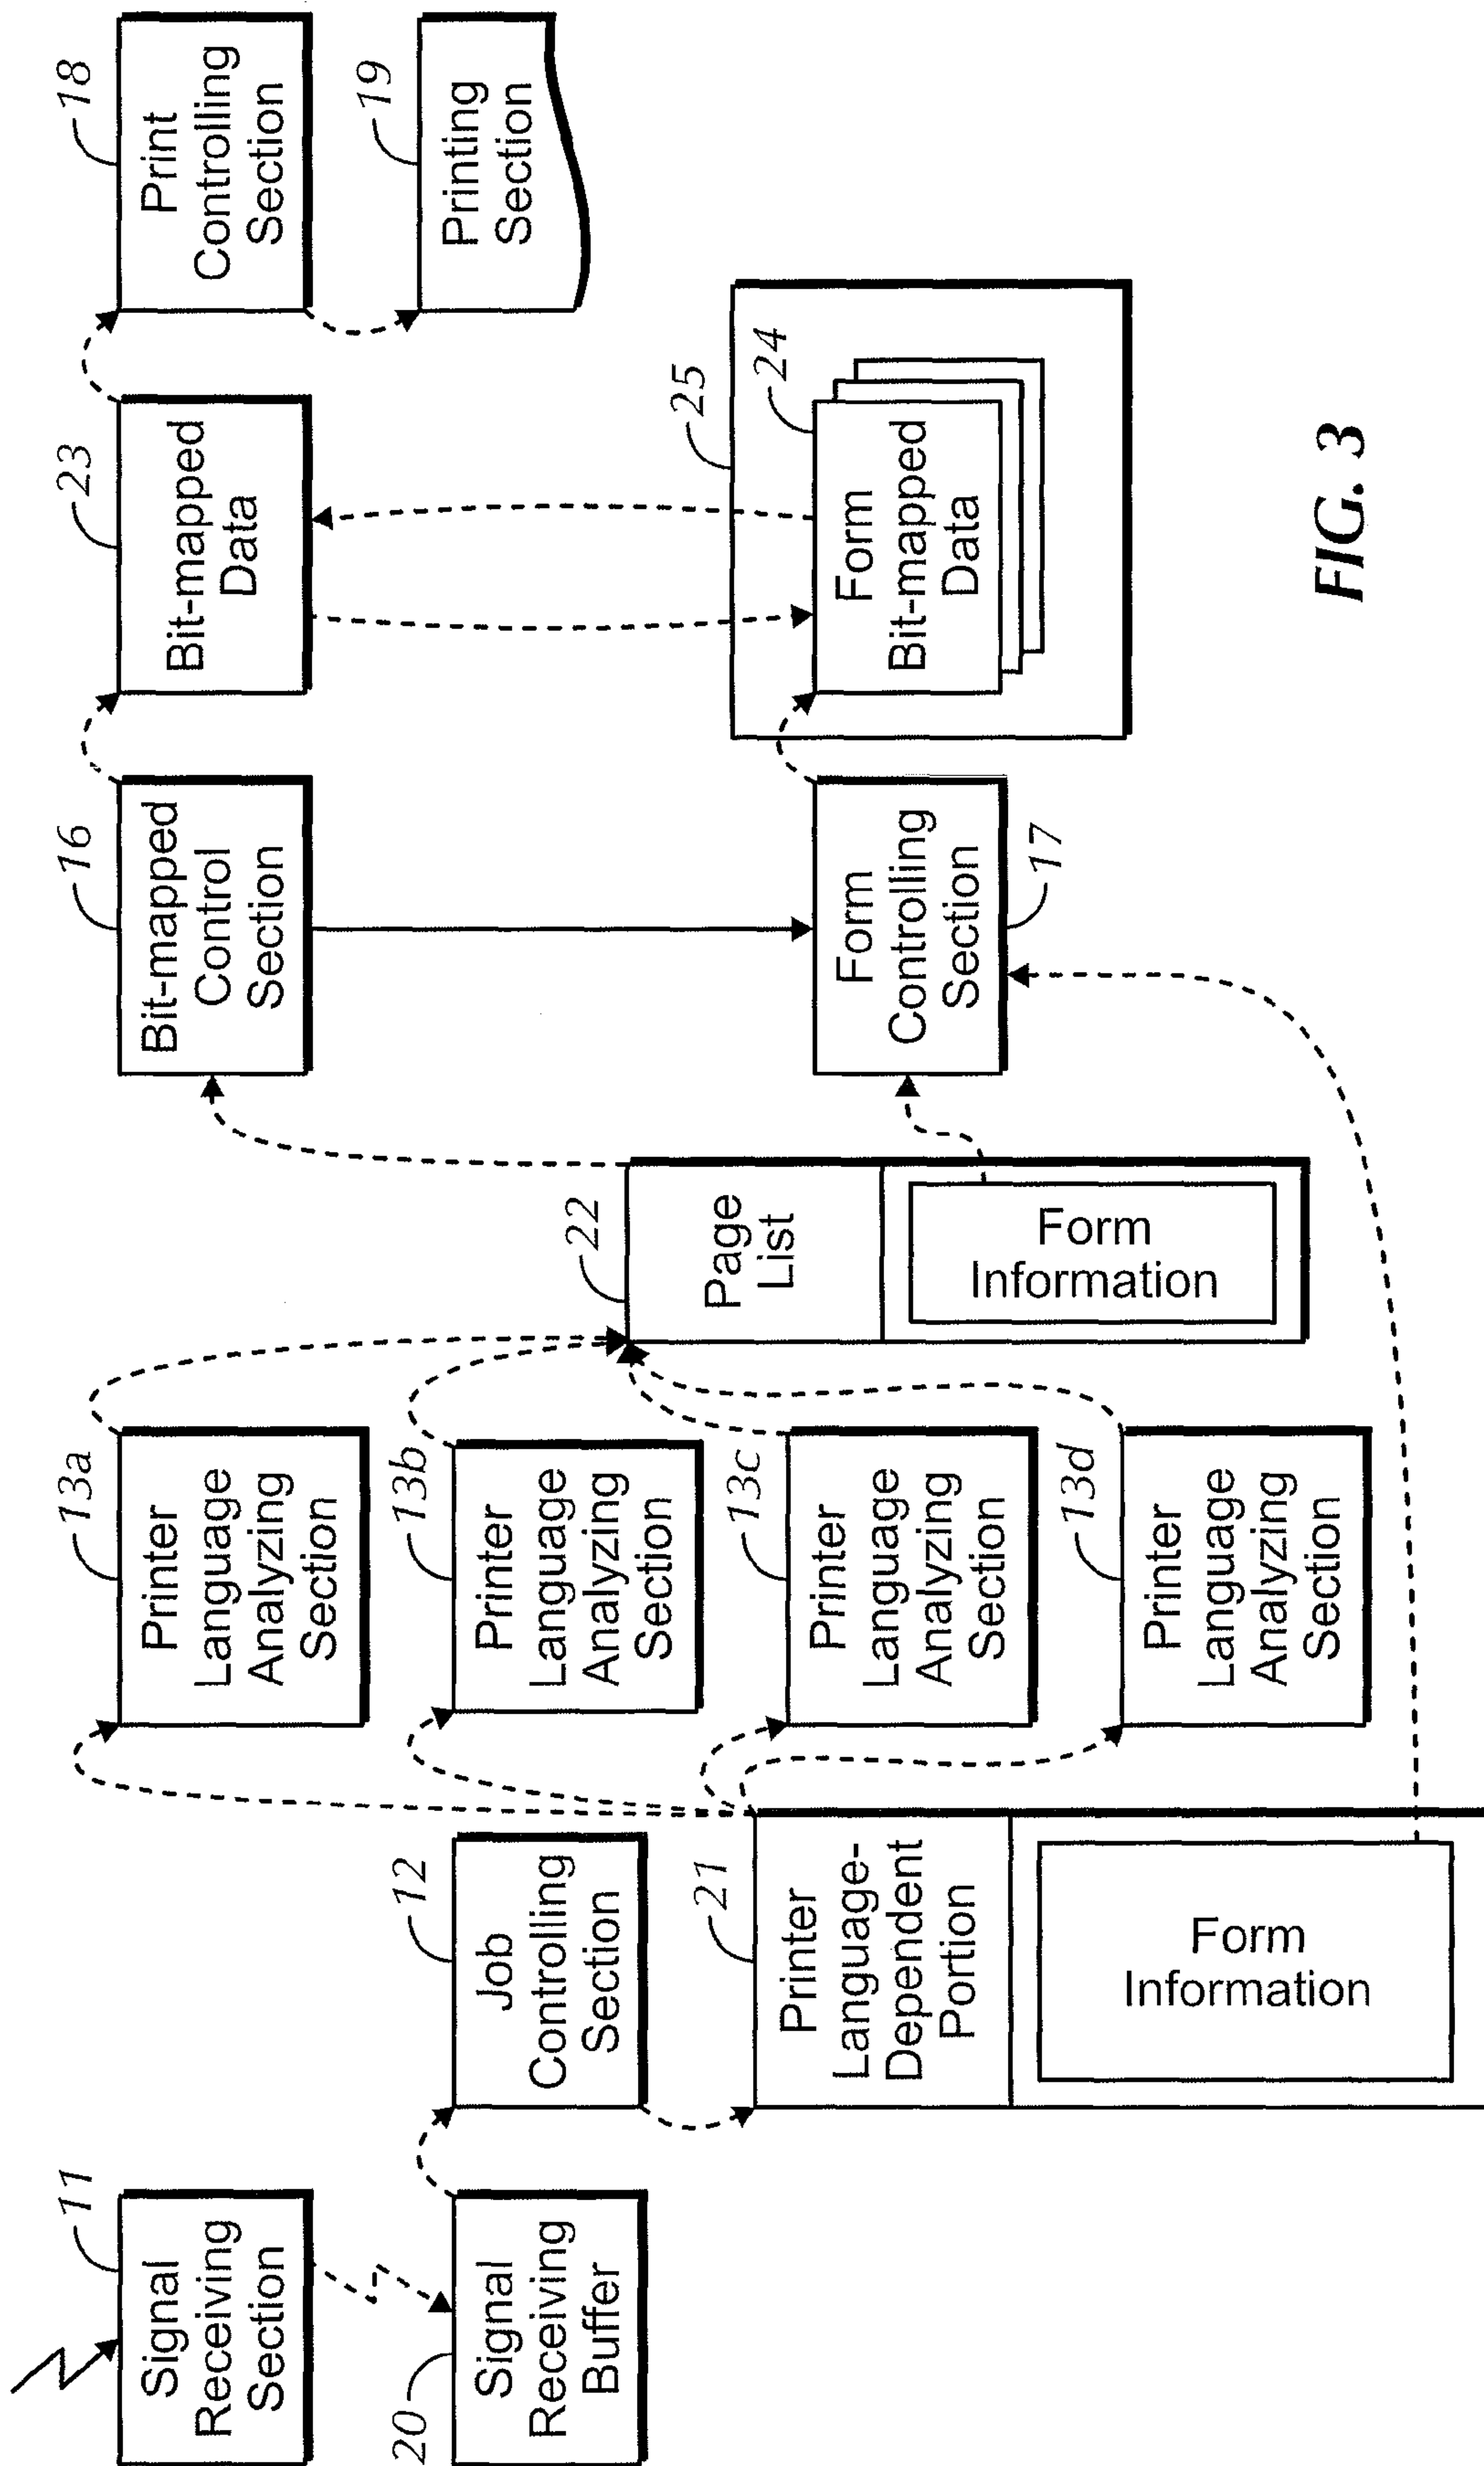 11
Signal
Receiving
Section
20
Signal
Receiving
Buffer
12
Job
Controlling
Section
21
Printer
Language-
Dependent
Portion
Form
Information
13a
Printer
Language
Analyzing
Section
13b
Printer
Language
Analyzing
Section
13c
Printer
Language
Analyzing
Section
13d
Printer
Language
Analyzing
Section
22
Page
List
Form
Information
16
Bit-mapped
Control
Section
Form
Controlling
Section
17
23
Bit-mapped
Data
25
24
Form
Bit-mapped
Data
18
Print
Controlling
Section
19
Printing
Section
FIG. 3